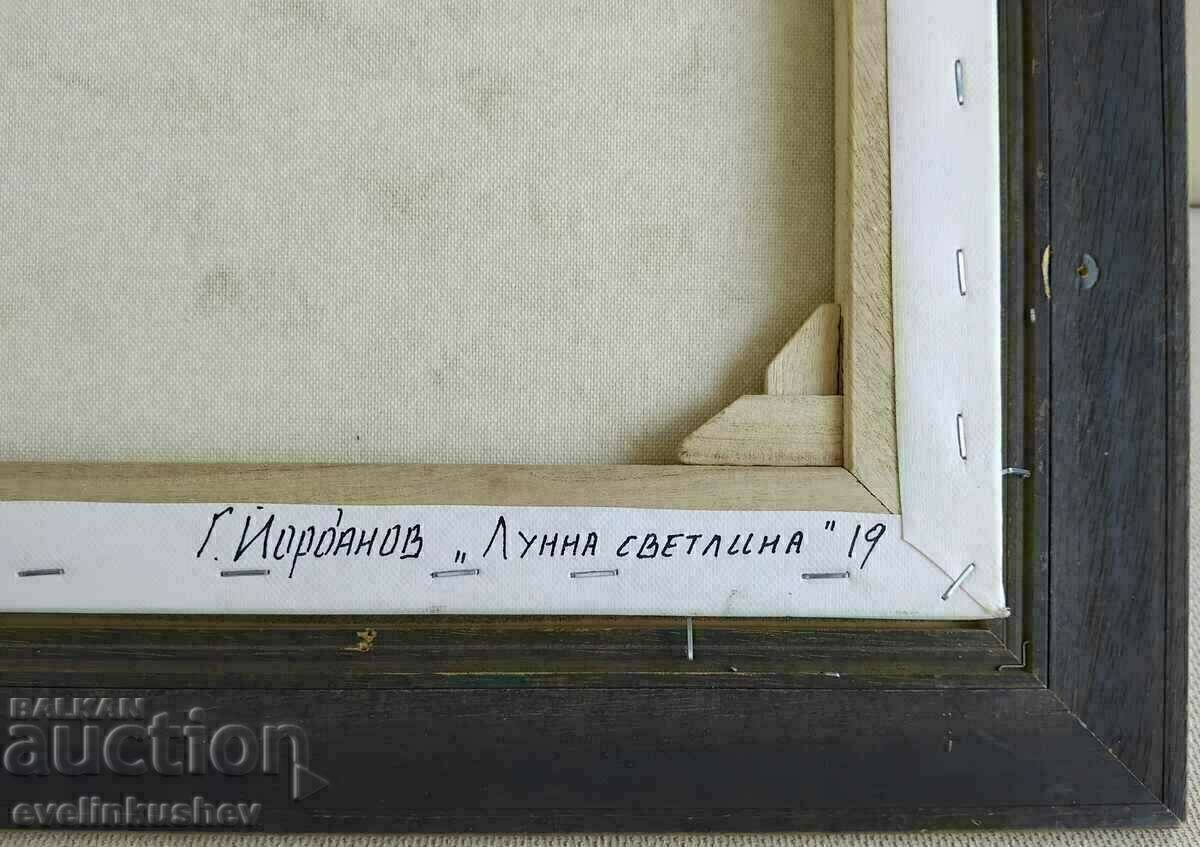 Г. Йорданов „Лунна светлина" 19
BALKAN
auction
evelinkushev